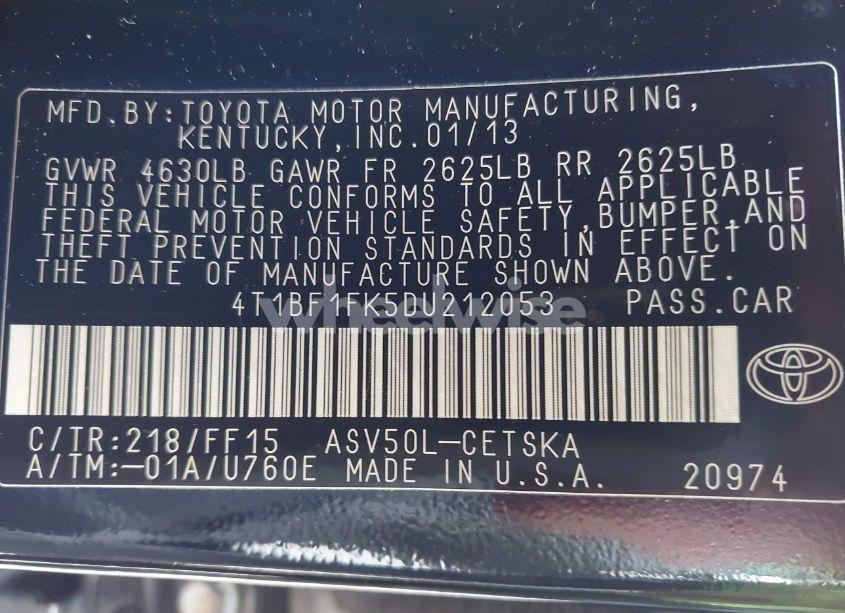 MFD.BY:TOYOTA MOTOR MANUFACTURING,
KENTUCKY,INC.01/13
GVWR 4630LB GAWR FR 2625LB RR 2625LB
THIS VEHICLE CONFORMS TO ALL APPLICABLE
FEDERAL MOTOR VEHICLE SAFETY,BUMPER,AND
THEFT PREVENTION STANDARDS IN EFFECT ON
THE DATE OF MANUFACTURE SHOWN ABOVE.
4T1BF1FK5DU212053 PASS.CAR
wheelwise
C/TR:218/FF15 ASV50L-CETSKA
A/TM:-01A/U760E MADE IN U.S.A. 20974